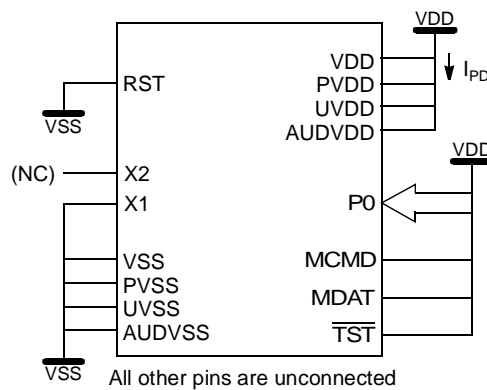 VDD
VDD
I_PD
PVDD
UVDD
AUDVDD
RST
VSS
VDD
(NC)
X2
X1
P0
VSS
PVSS
UVSS
AUDVSS
MCMD
MDAT
TST
VSS
All other pins are unconnected